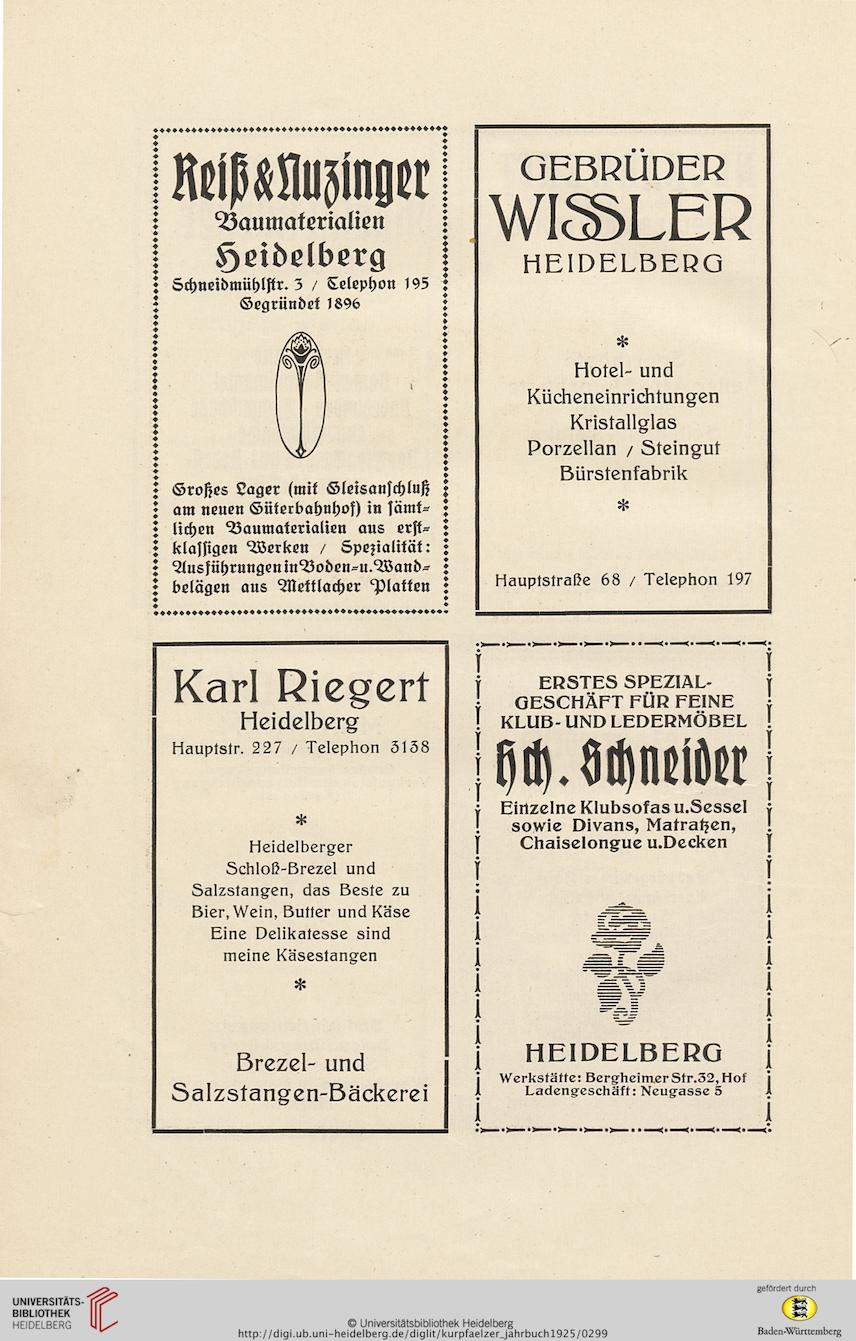 Reiß & Nuzinger
Baumaterialien
Heidelberg
Schneidmühlstr. 3 / Telephon 195
Gegründet 1896
Großes Lager (mit Gleisanschluß
am neuen Güterbahnhof) in sämt-
lichen Baumaterialien aus erst-
klassigen Werken / Spezialität:
Ausführungen in Boden- u. Wand-
belägen aus Mettlacher Platten
GEBRÜDER
WISSLER
HEIDELBERG
*
Hotel- und
Kücheneinrichtungen
Kristallglas
Porzellan / Steingut
Bürstenfabrik
*
Hauptstraße 68 / Telephon 197
Karl Riegert
Heidelberg
Hauptstr. 227 / Telephon 3138
*
Heidelberger
Schloß-Brezel und
Salzstangen, das Beste zu
Bier, Wein, Butter und Käse
Eine Delikatesse sind
meine Käsestangen
*
Brezel- und
Salzstangen-Bäckerei
ERSTES SPEZIAL-
GESCHÄFT FÜR FEINE
KLUB- UND LEDERMÖBEL
Hch. Schneider
Einzelne Klubsofas u. Sessel
sowie Divans, Matratzen,
Chaiselongue u. Decken
HEIDELBERG
Werkstätte: Bergheimer Str. 32, Hof
Ladengeschäft: Neugasse 5
UNIVERSITÄTS-
BIBLIOTHEK
HEIDELBERG
© Universitätsbibliothek Heidelberg
http://digi.ub.uni-heidelberg.de/diglit/kurpfaelzer_jahrbuch1925/0299
gefördert durch
Baden-Württemberg